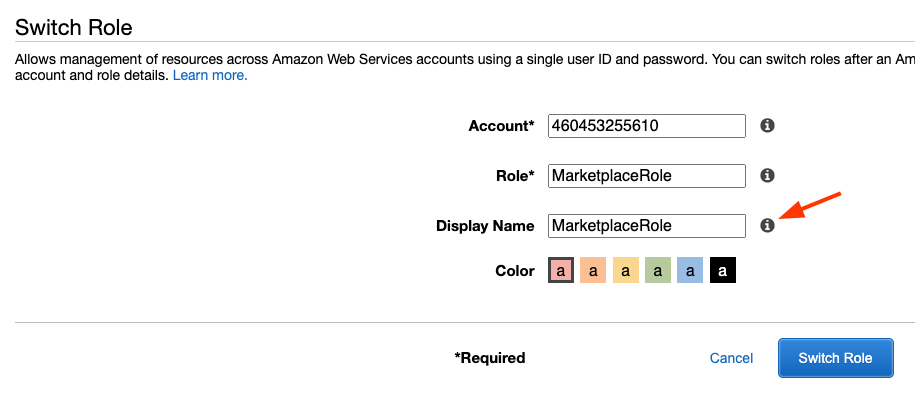 Switch Role
Allows management of resources across Amazon Web Services accounts using a single user ID and password. You can switch roles after an Am
account and role details. Learn more.
Account* 460453255610
Role* MarketplaceRole
Display Name MarketplaceRole
Color a a a a a a
*Required Cancel Switch Role